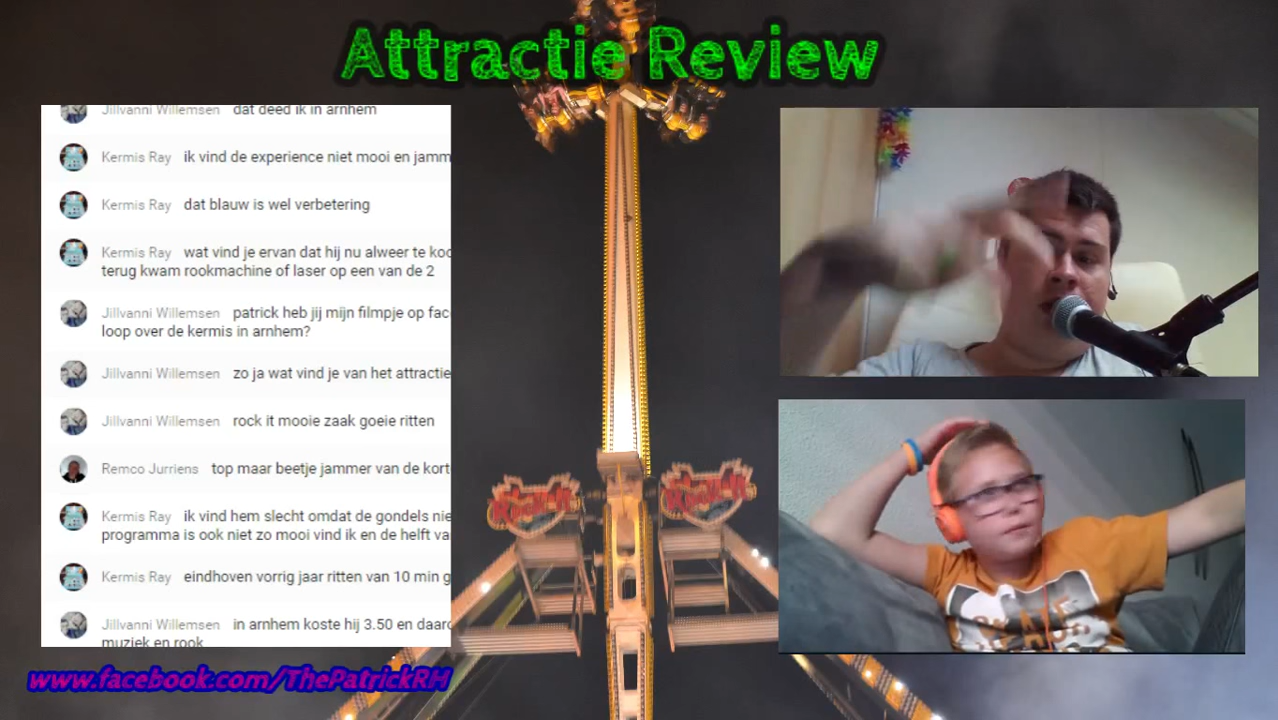 Attractie Review
Jillvanni Willemsen dat deed ik in arnhem
Kermis Ray ik vind de experience niet mooi en jamm
Kermis Ray dat blauw is wel verbetering
Kermis Ray wat vind je ervan dat hij nu alweer te koo
terug kwam rookmachine of laser op een van de 2
Jillvanni Willemsen patrick heb jij mijn filmpje op fac
loop over de kermis in arnhem?
Jillvanni Willemsen zo ja wat vind je van het attractie
Jillvanni Willemsen rock it mooie zaak goeie ritten
Remco Jurriens top maar beetje jammer van de kort
Kermis Ray ik vind hem slecht omdat de gondels nie
programma is ook niet zo mooi vind ik en de helft va
Kermis Ray eindhoven vorrig jaar ritten van 10 min g
Jillvanni Willemsen in arnhem koste hij 3.50 en daaro
muziek en rook
www.facebook.com/ThePatrickRH